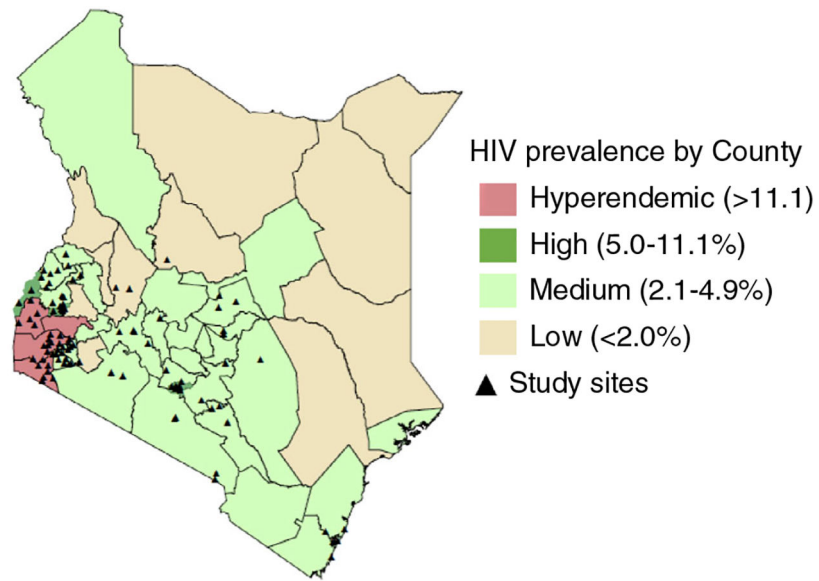 HIV prevalence by County
Hyperendemic (>11.1)
High (5.0-11.1%)
Medium (2.1-4.9%)
Low (<2.0%)
Study sites